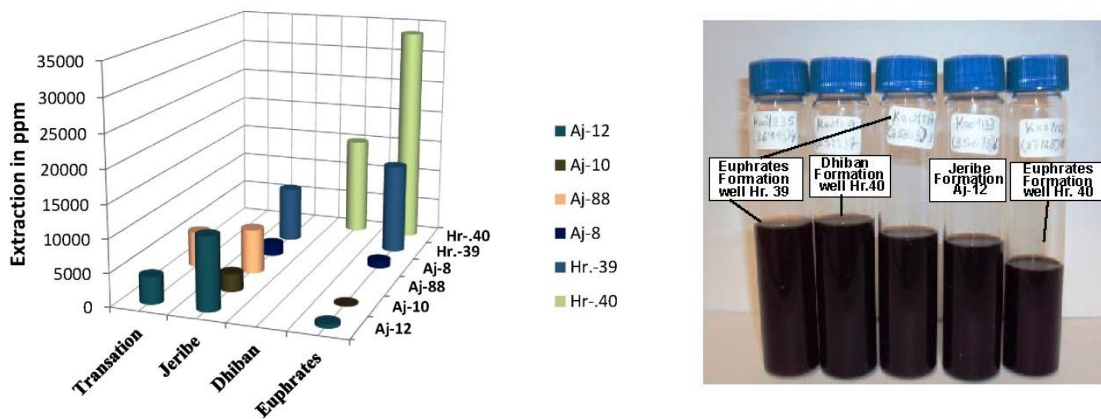 Extraction in ppm
35000
30000
25000
20000
15000
10000
5000
0
Transation
Jeribe
Dhiban
Euphrates
Hr-.40
Hr.-39
Aj-8
Aj-88
Aj-10
Aj-12
Aj-12
Aj-10
Aj-88
Aj-8
Hr.-39
Hr-.40
Euphrates
Formation
well Hr. 39
Dhiban
Formation
well Hr.40
Jeribe
Formation
Aj-12
Euphrates
Formation
well Hr. 40